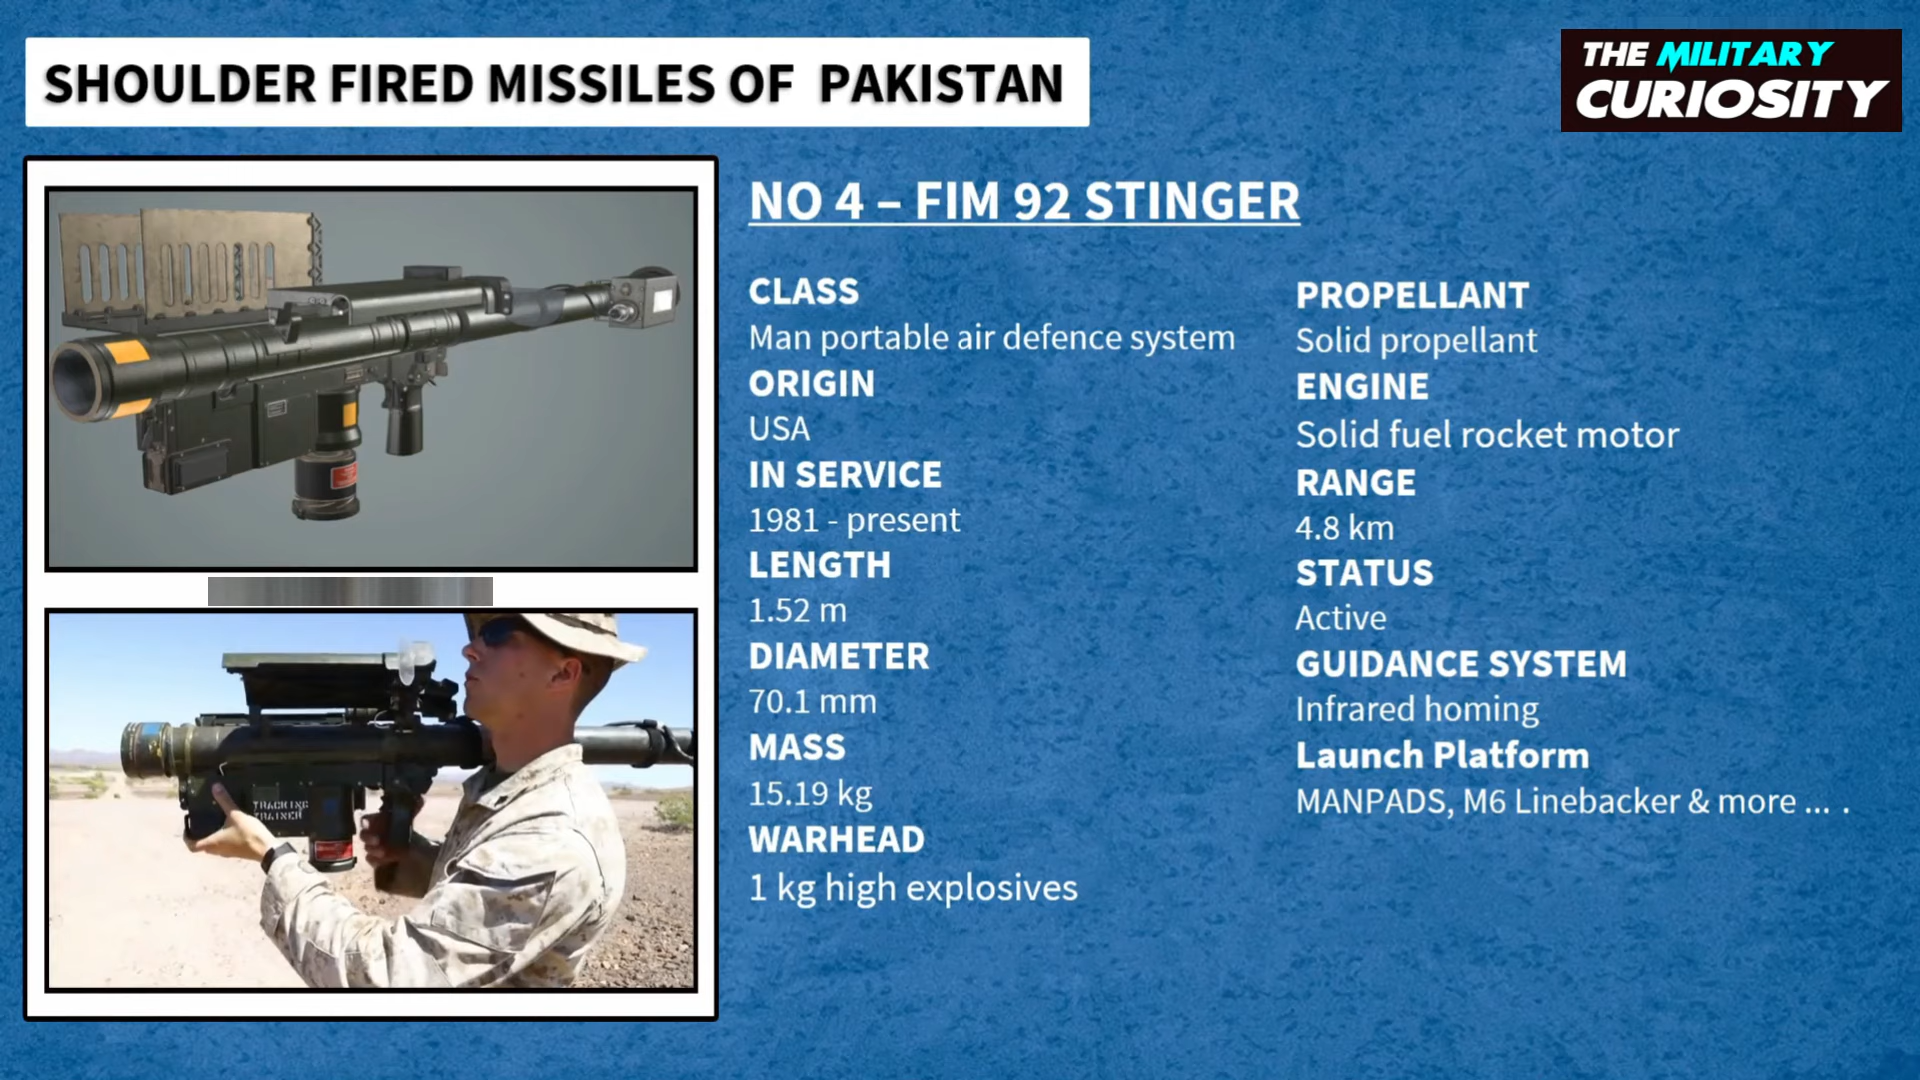 SHOULDER FIRED MISSILES OF PAKISTAN
THE MILITARY
CURIOSITY
NO 4 – FIM 92 STINGER
CLASS
Man portable air defence system
ORIGIN
USA
IN SERVICE
1981 - present
LENGTH
1.52 m
DIAMETER
70.1 mm
MASS
15.19 kg
WARHEAD
1 kg high explosives
PROPELLANT
Solid propellant
ENGINE
Solid fuel rocket motor
RANGE
4.8 km
STATUS
Active
GUIDANCE SYSTEM
Infrared homing
Launch Platform
MANPADS, M6 Linebacker & more ... .
TRACKING
TRAINER